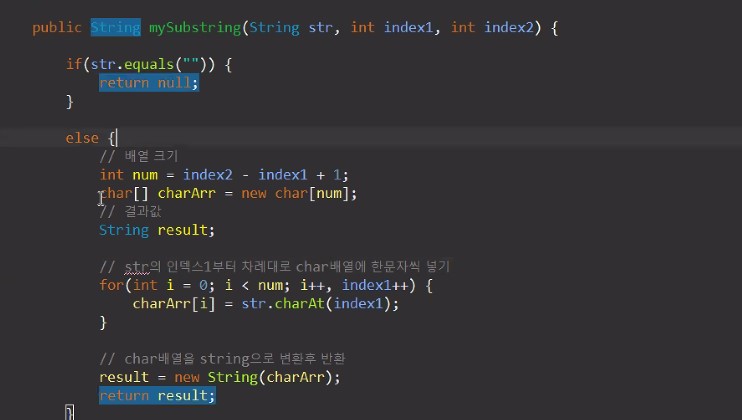 public String mySubstring(String str, int index1, int index2) {
if(str.equals("")) {
return null;
}
else {
// 배열 크기
int num = index2 - index1 + 1;
char[] charArr = new char[num];
// 결과값
String result;
// str의 인덱스1부터 차례대로 char배열에 한문자씩 넣기
for(int i = 0; i < num; i++, index1++) {
charArr[i] = str.charAt(index1);
}
// char배열을 string으로 변환후 반환
result = new String(charArr);
return result;
}